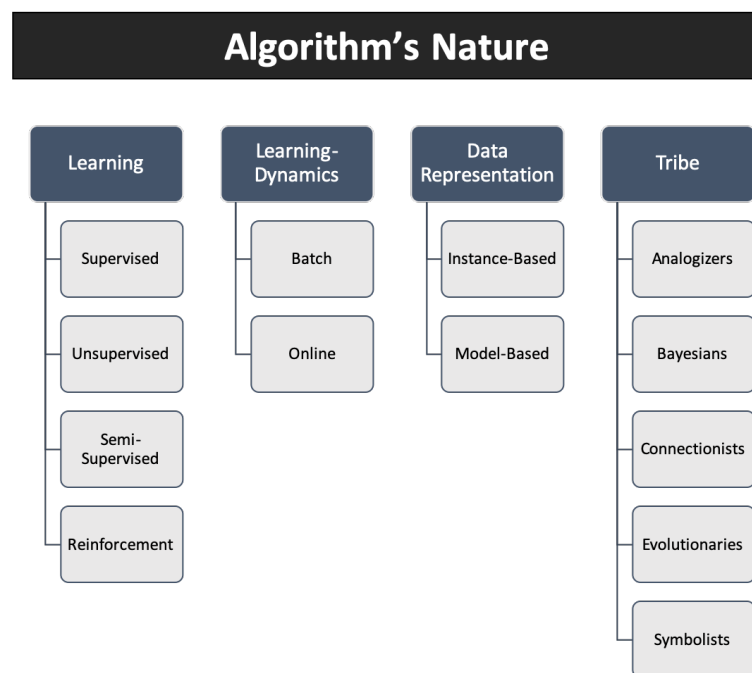 Algorithm's Nature
Learning
Supervised
Unsupervised
Semi-
Supervised
Reinforcement
Learning-
Dynamics
Batch
Online
Data
Representation
Instance-Based
Model-Based
Tribe
Analogizers
Bayesians
Connectionists
Evolutionaries
Symbolists